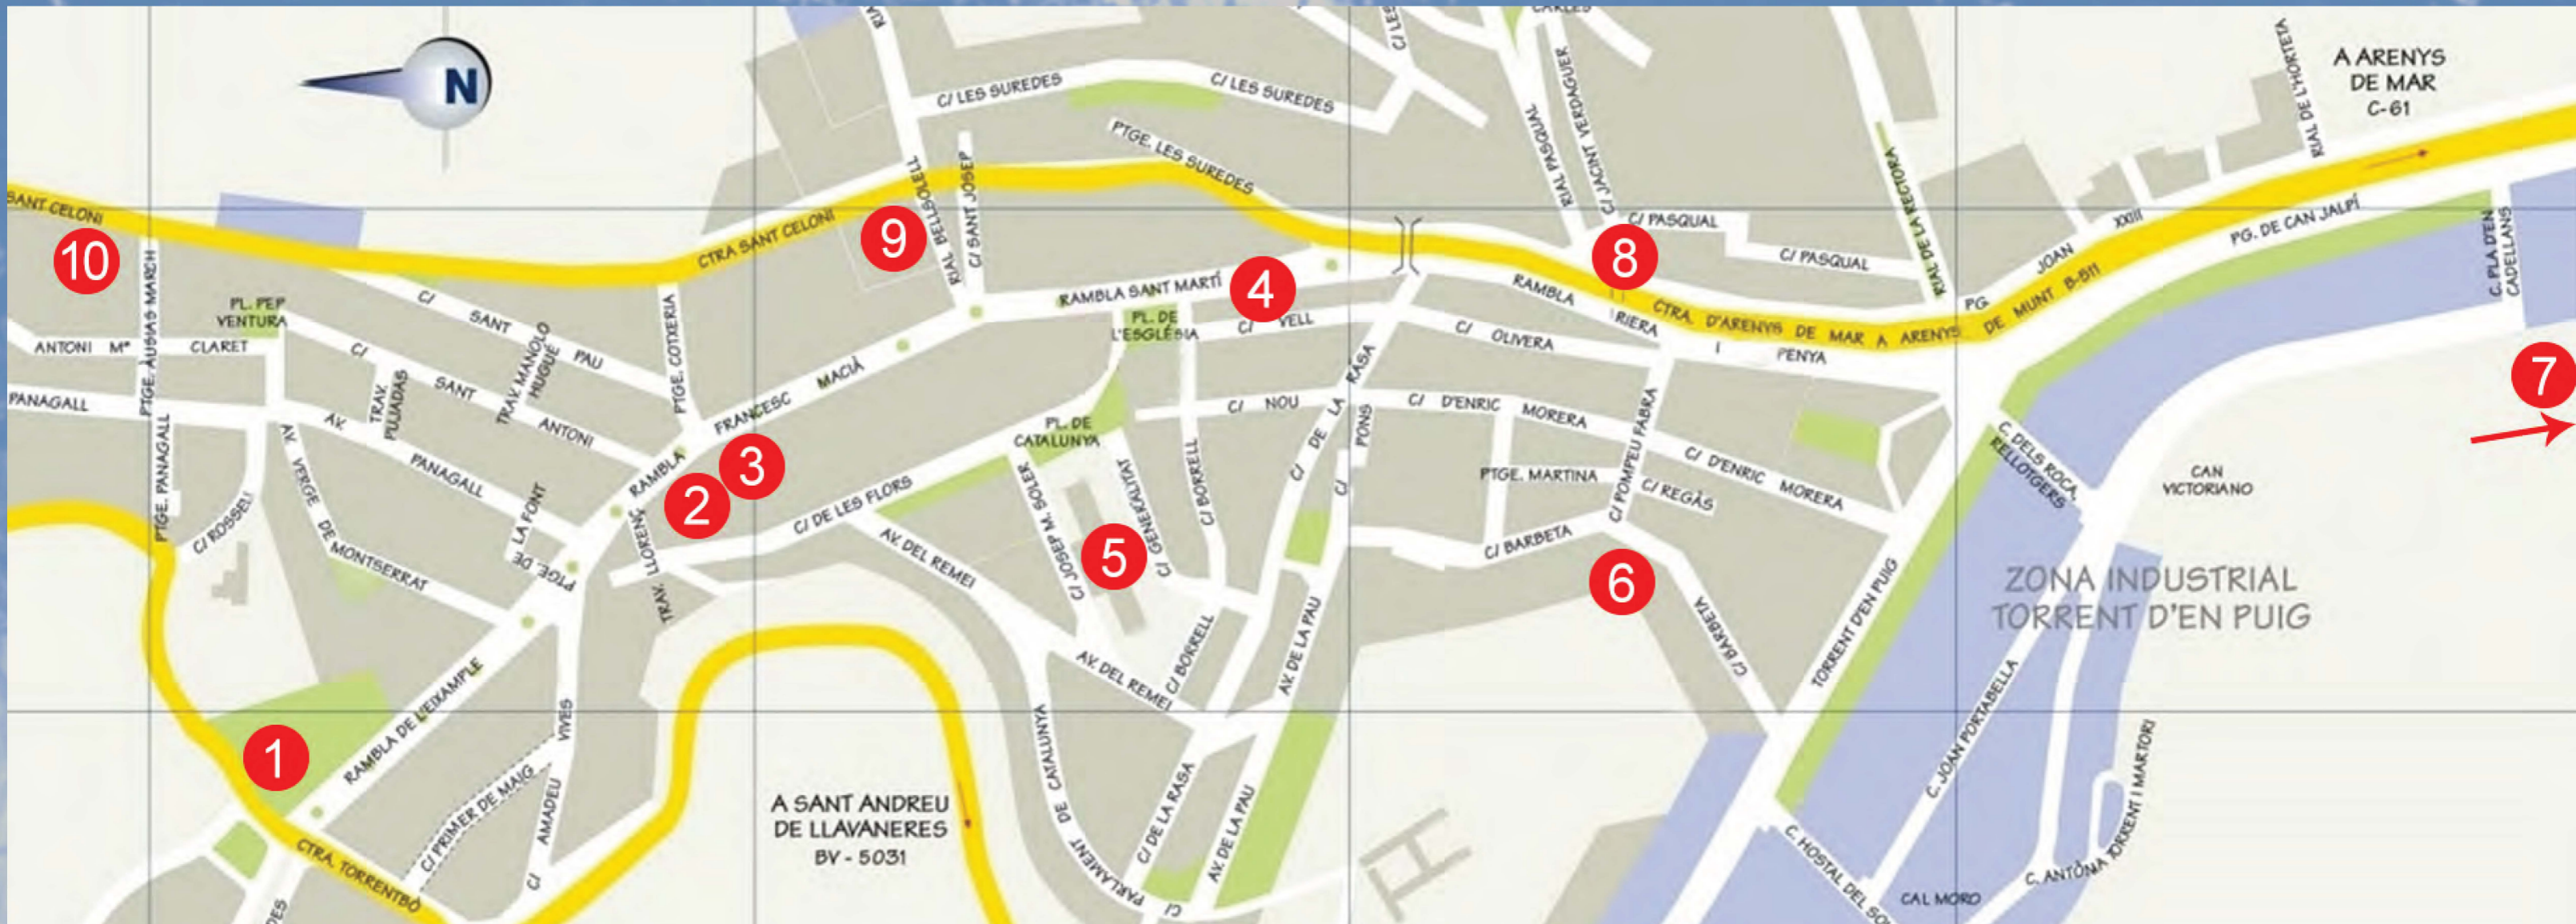 N
A ARENYS
DE MAR
C-61
RIAL DE L'HORTETA
C/ LES SUREDES
C/ LES SUREDES
PTGE. LES SUREDES
RIAL PASQUAL
RIAL PASQUAL
C/ JACINT VERDAGUER
C/ PASQUAL
C/ PASQUAL
RIAL DE LA RECTORIA
SANT CELONI
10
PTGE. ÀUSIAS MARCH
CTRA SANT CELONI
9
RIAL BELLSOLELL
C/ SANT JOSEP
RAMBLA SANT MARTÍ
4
8
PG. JOAN XXIII
PG. DE CAN JALPÍ
C. PLA D'EN
CADELLANS
PL. PEP
VENTURA
ANTONI Mª CLARET
C/ SANT PAU
TRAV. MANOLO
HUGUÉ
PTGE. COTXERIA
PL. DE
L'ESGLÉSIA
C/ VELL
RAMBLA RIERA I PENYA
CTRA. D'ARENYS DE MAR A ARENYS DE MUNT B-511
C/ OLIVERA
7
PANAGALL
PTGE. PANAGALL
C/ SANT ANTONI
TRAV.
PUJADAS
AV. PANAGALL
RAMBLA FRANCESC MACIÀ
3
2
PL. DE
CATALUNYA
C/ NOU
C/ DE LA RASA
C/ PONS
C/ D'ENRIC MORERA
C/ D'ENRIC MORERA
C/ POMPEU FABRA
PTGE. MARTINA
C/ REGÀS
C/ BARBETA
6
C/ BARBETA
TORRENT D'EN PUIG
C. DELS ROCA,
RELLOTGERS
CAN
VICTORIANO
ZONA INDUSTRIAL
TORRENT D'EN PUIG
C/ ROSSELL
AV. VERGE DE MONTSERRAT
PTGE. DE LA FONT
TRAV. LLORENÇ
C/ DE LES FLORS
AV. DEL REMEI
C/ JOSEP M. SOLER
5
C/ GENERALITAT
C/ BORRELL
C/ BORRELL
AV. DEL REMEI
AV. DE LA PAU
1
RAMBLA DE L'EIXAMPLE
C/ AMADEU VIVES
C/ PRIMER DE MAIG
CTRA. TORRENTBÓ
A SANT ANDREU
DE LLAVANERES
BV - 5031
C/ PARLAMENT DE CATALUNYA
C/ DE LA RASA
AV. DE LA PAU
C. JOAN PORTABELLA
C. ANTÒNIA TORRENT I MARTORI
C. HOSTAL DEL
CAL MORO